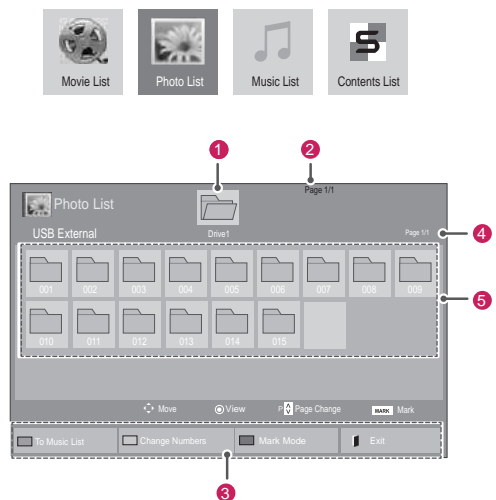 Movie List Photo List Music List Contents List
1 2
Page 1/1
Photo List
USB External Drive1 Page 1/1 4
001 002 003 004 005 006 007 008 009
5
010 011 012 013 014 015
Move View P Page Change MARK Mark
To Music List Change Numbers Mark Mode Exit
3